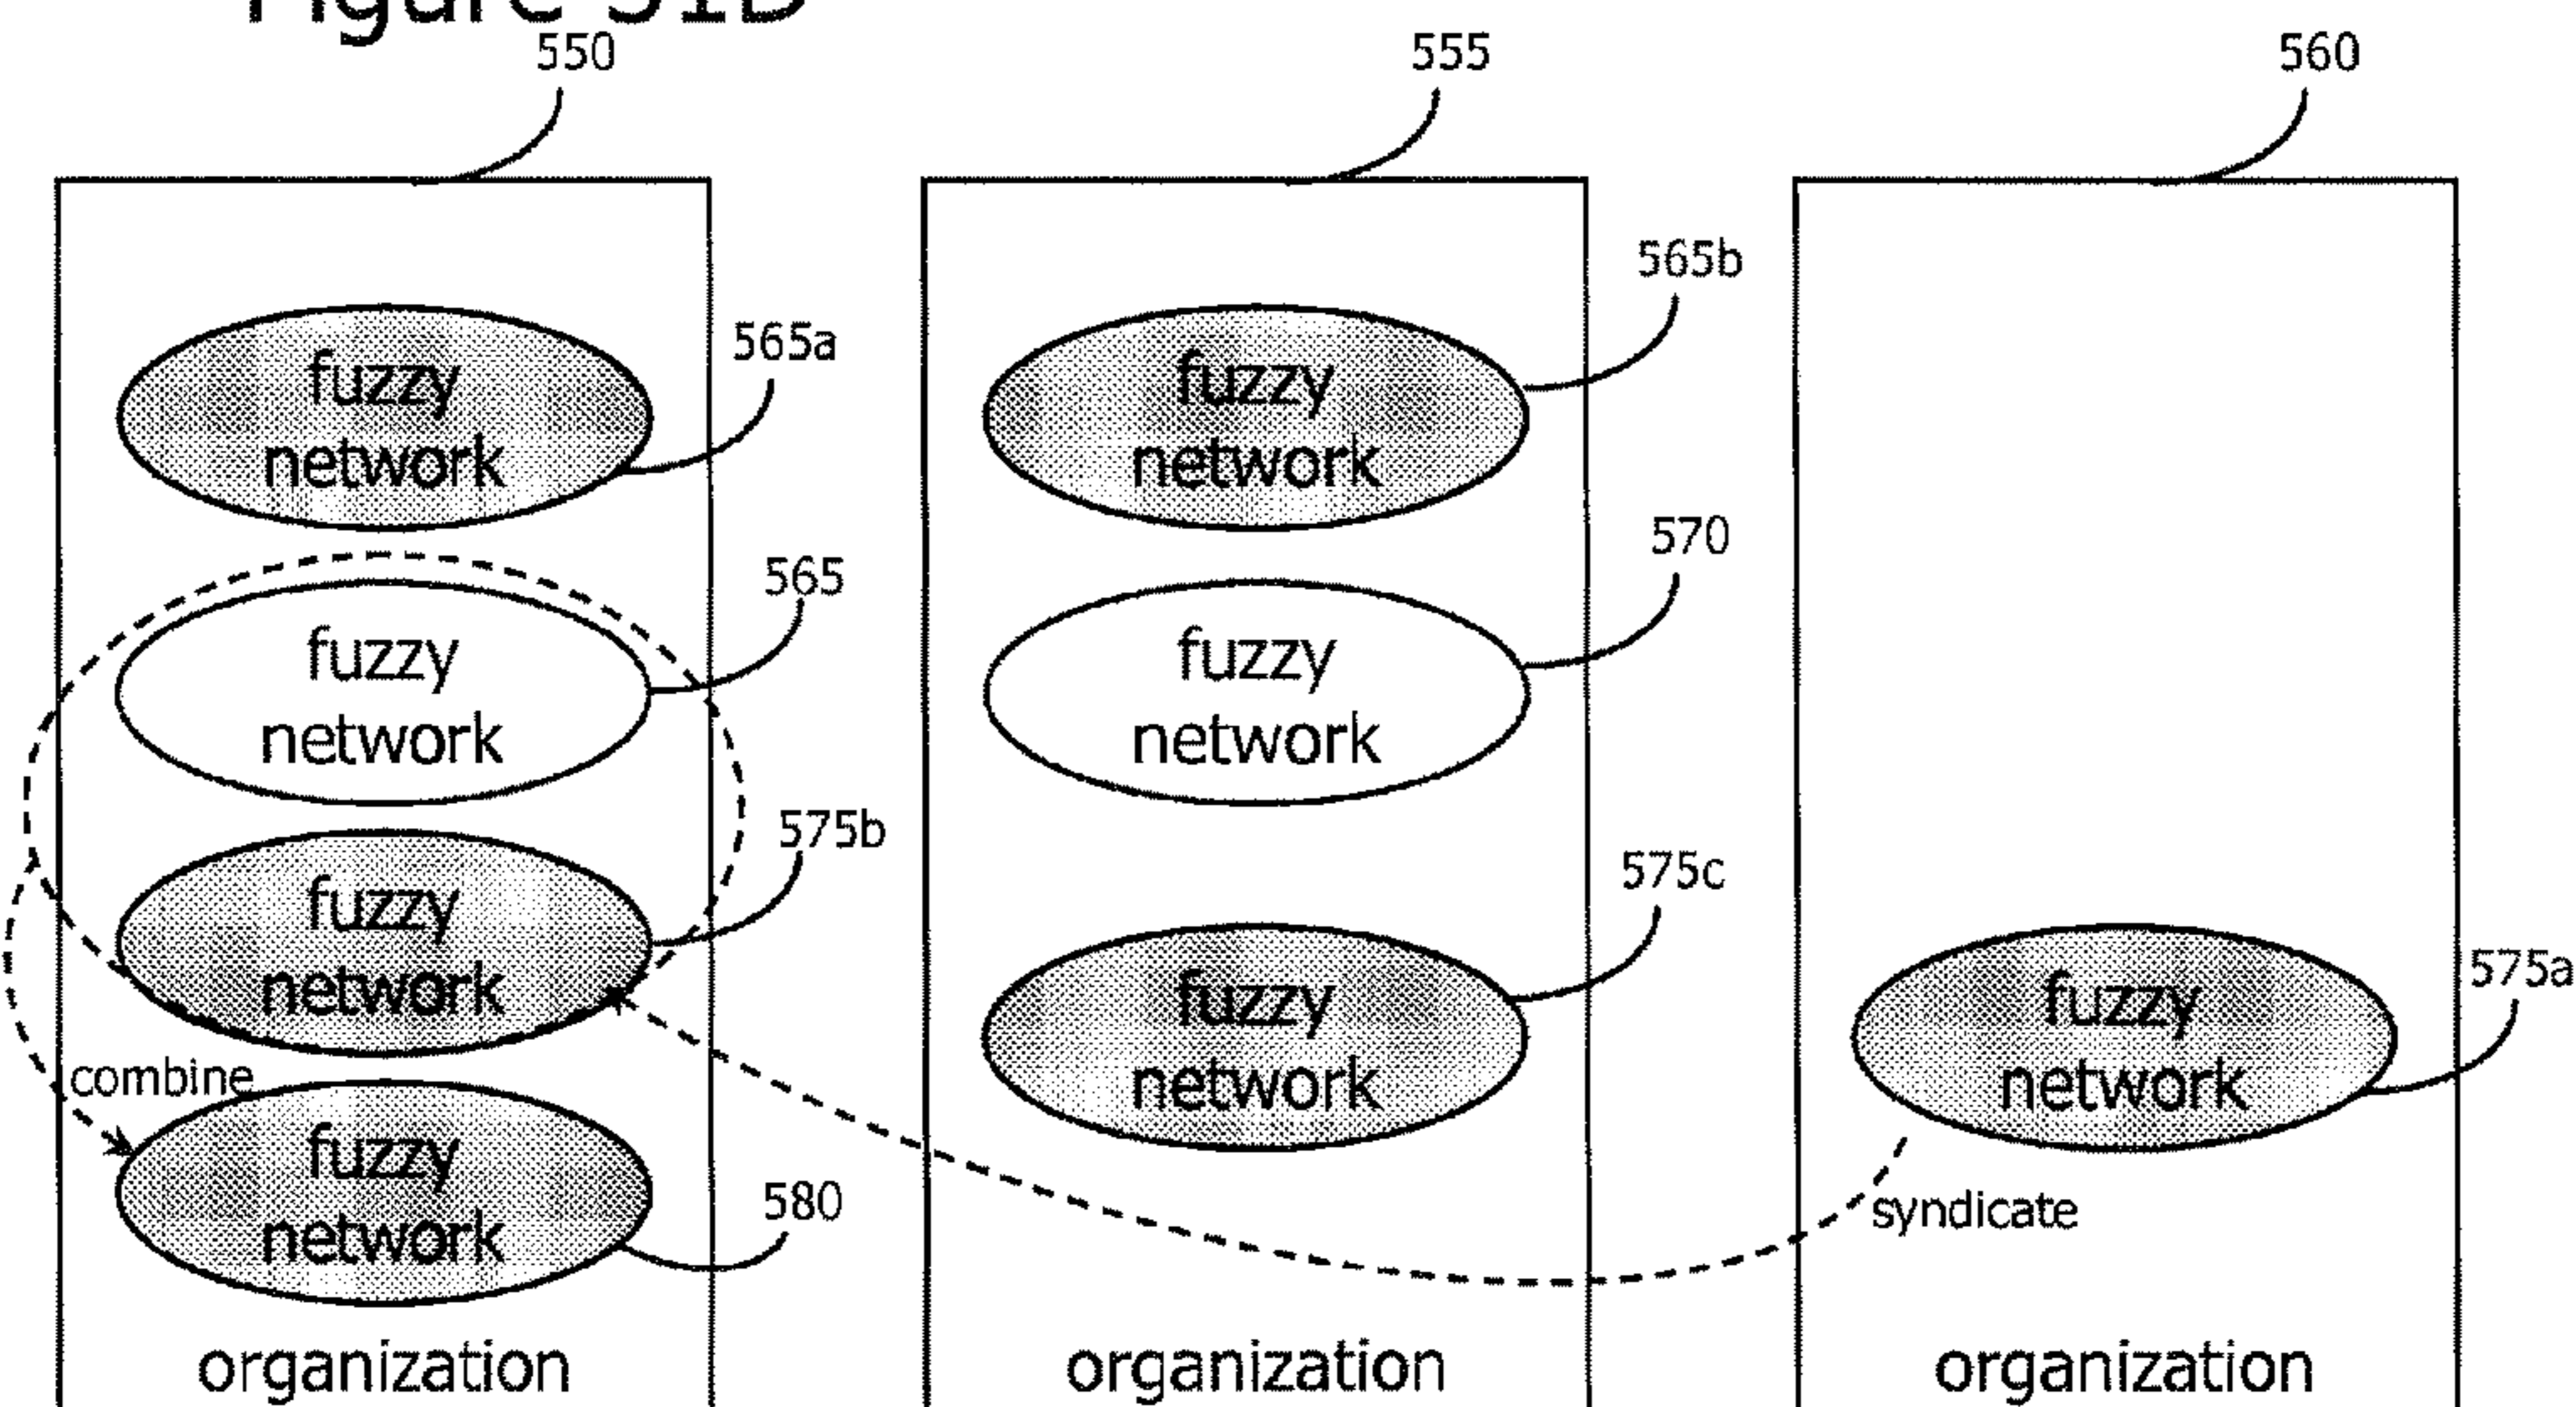 550
555
560
565b
fuzzy
network
565a
fuzzy
network
570
565
fuzzy
network
fuzzy
network
575b
575c
fuzzy
network
fuzzy
network
575a
fuzzy
network
combine
fuzzy
network
580
syndicate
organization
organization
organization